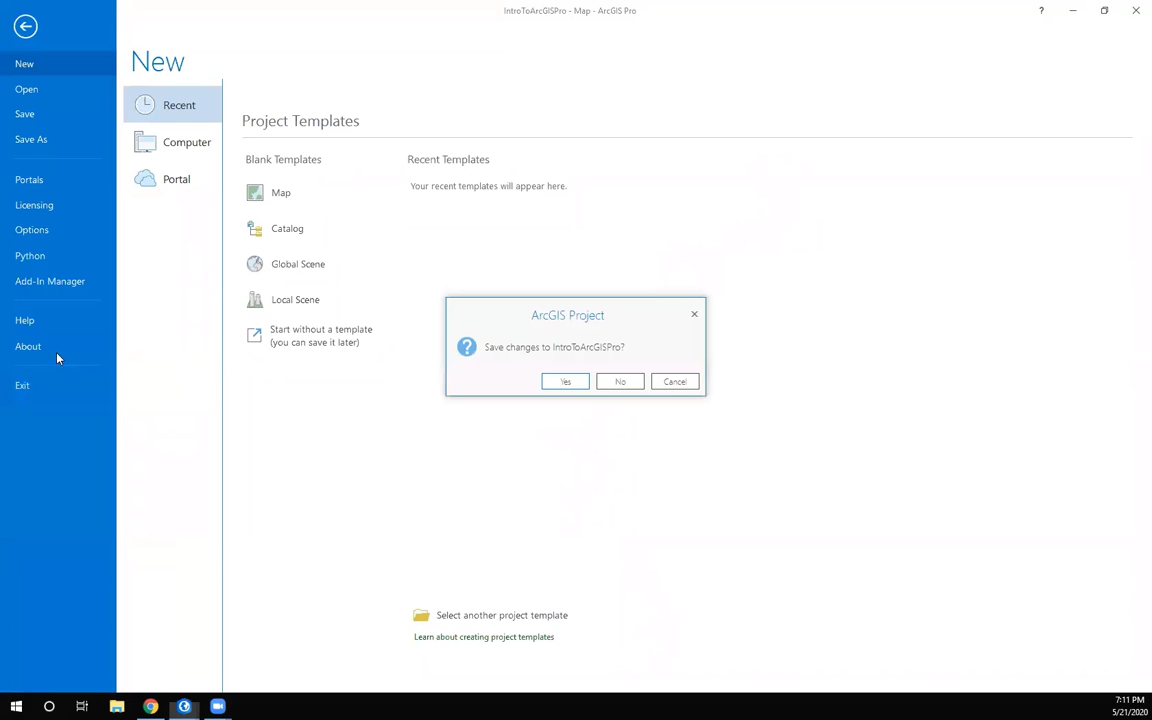 IntroToArcGISPro - Map - ArcGIS Pro
?
New
Open
Save
Save As
Portals
Licensing
Options
Python
Add-In Manager
Help
About
Exit
New
Recent
Computer
Portal
Project Templates
Blank Templates
Map
Catalog
Global Scene
Local Scene
Start without a template
(you can save it later)
Recent Templates
Your recent templates will appear here.
ArcGIS Project
Save changes to IntroToArcGISPro?
Yes
No
Cancel
Select another project template
Learn about creating project templates
7:11 PM
5/21/2020